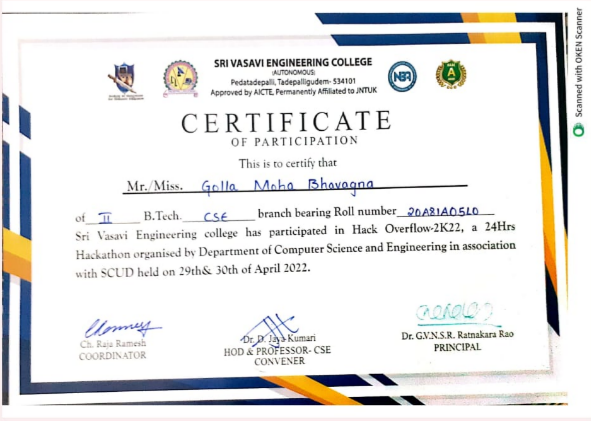 SRI VASAVI ENGINEERING COLLEGE
(AUTONOMOUS)
Pedatadepalli, Tadepalligudem- 534101
Approved by AICTE, Permanently Affiliated to JNTUK
NBA
A
CERTIFICATE
OF PARTICIPATION
This is to certify that
Mr./Miss. Golla Moha Bhavagna
of II B.Tech. CSE branch bearing Roll number 20A81A05L0
Sri Vasavi Engineering college has participated in Hack Overflow-2K22, a 24Hrs
Hackathon organised by Department of Computer Science and Engineering in association
with SCUD held on 29th& 30th of April 2022.
Ch. Raja Ramesh
COORDINATOR
Dr. D. Jaya Kumari
HOD & PROFESSOR- CSE
CONVENER
Dr. G.V.N.S.R. Ratnakara Rao
PRINCIPAL
Scanned with OKEN Scanner